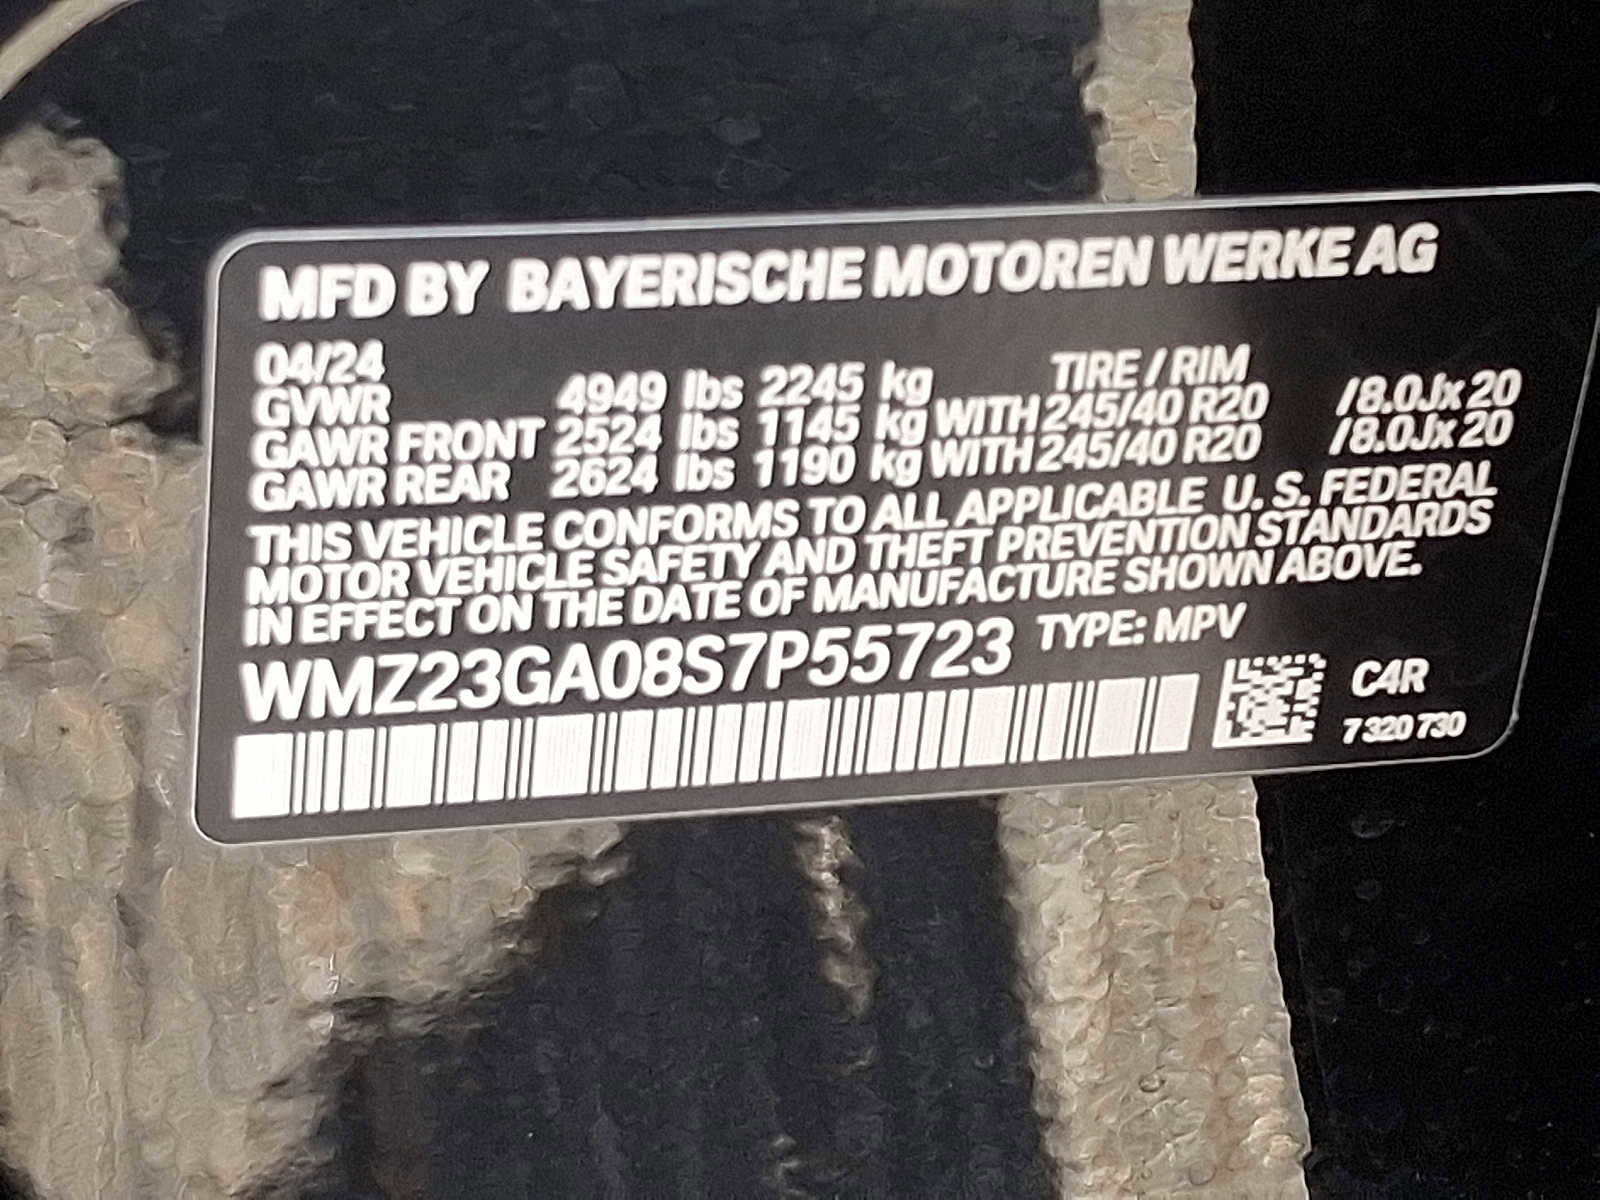 MFD BY BAYERISCHE MOTOREN WERKE AG
04/24 TIRE / RIM
GVWR 4949 lbs 2245 kg
GAWR FRONT 2524 lbs 1145 kg WITH 245/40 R20 /8.0Jx20
GAWR REAR 2624 lbs 1190 kg WITH 245/40 R20 /8.0Jx20
THIS VEHICLE CONFORMS TO ALL APPLICABLE U. S. FEDERAL
MOTOR VEHICLE SAFETY AND THEFT PREVENTION STANDARDS
IN EFFECT ON THE DATE OF MANUFACTURE SHOWN ABOVE.
WMZ23GA08S7P55723 TYPE: MPV
C4R
7 320 730